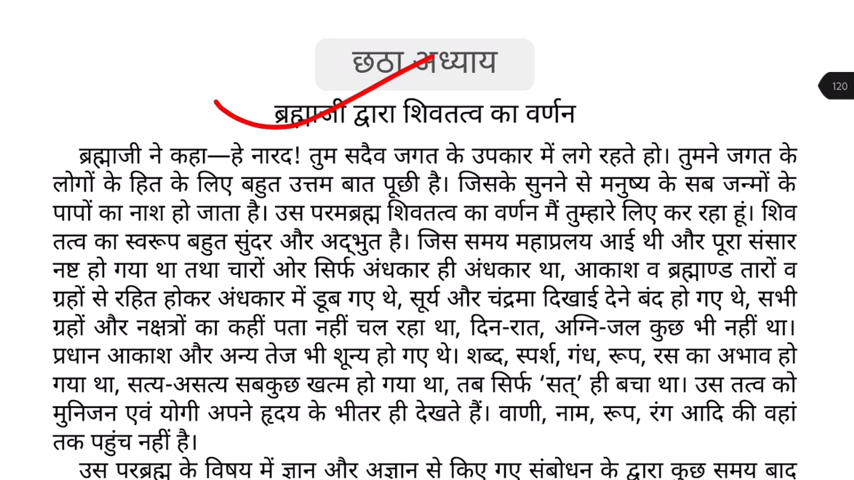 छठा अध्याय
120
ब्रह्माजी द्वारा शिवतत्व का वर्णन
ब्रह्माजी ने कहा—हे नारद! तुम सदैव जगत के उपकार में लगे रहते हो। तुमने जगत के
लोगों के हित के लिए बहुत उत्तम बात पूछी है। जिसके सुनने से मनुष्य के सब जन्मों के
पापों का नाश हो जाता है। उस परमब्रह्म शिवतत्व का वर्णन मैं तुम्हारे लिए कर रहा हूं। शिव
तत्व का स्वरूप बहुत सुंदर और अद्भुत है। जिस समय महाप्रलय आई थी और पूरा संसार
नष्ट हो गया था तथा चारों ओर सिर्फ अंधकार ही अंधकार था, आकाश व ब्रह्माण्ड तारों व
ग्रहों से रहित होकर अंधकार में डूब गए थे, सूर्य और चंद्रमा दिखाई देने बंद हो गए थे, सभी
ग्रहों और नक्षत्रों का कहीं पता नहीं चल रहा था, दिन-रात, अग्नि-जल कुछ भी नहीं था।
प्रधान आकाश और अन्य तेज भी शून्य हो गए थे। शब्द, स्पर्श, गंध, रूप, रस का अभाव हो
गया था, सत्य-असत्य सबकुछ खत्म हो गया था, तब सिर्फ ‘सत्’ ही बचा था। उस तत्व को
मुनिजन एवं योगी अपने हृदय के भीतर ही देखते हैं। वाणी, नाम, रूप, रंग आदि की वहां
तक पहुंच नहीं है।
उस परब्रह्म के विषय में ज्ञान और अज्ञान से किए गए संबोधन के द्वारा कुछ समय बाद